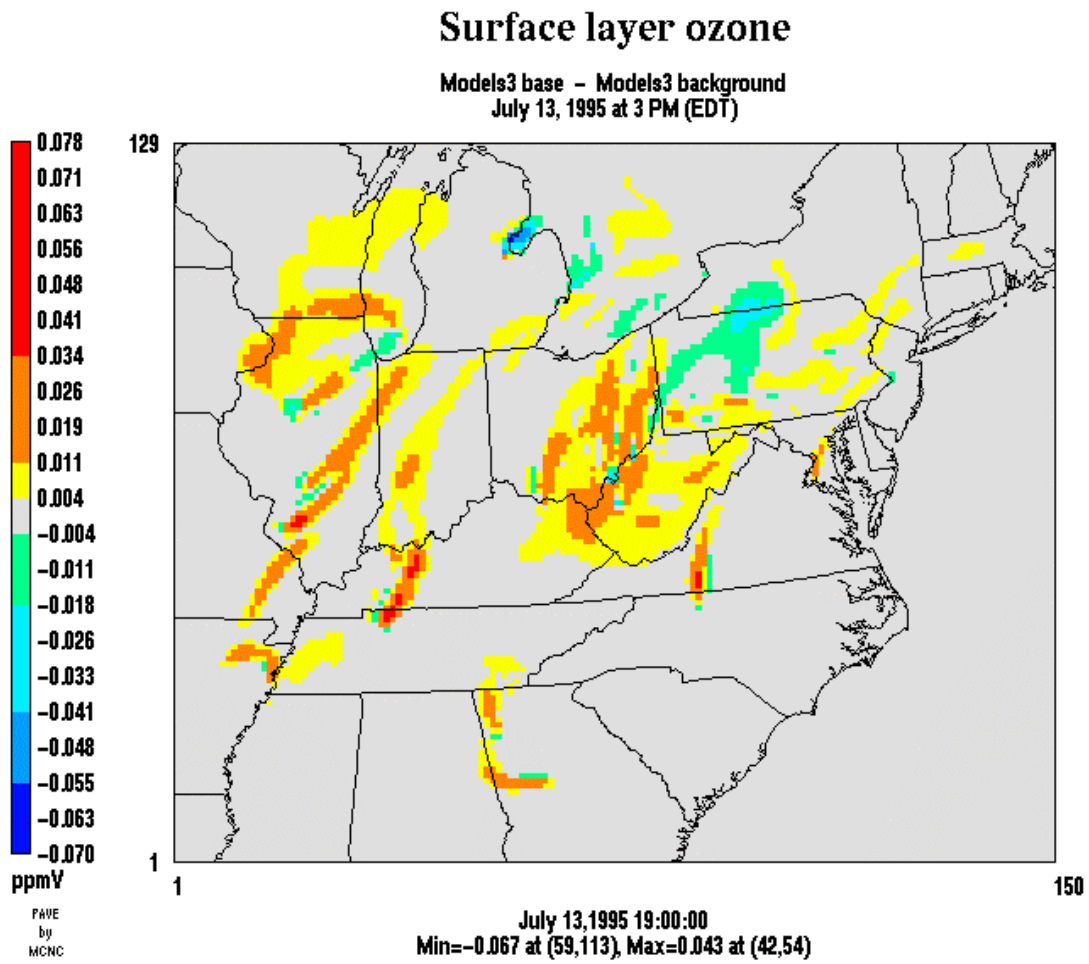 Surface layer ozone
Models3 base – Models3 background
July 13, 1995 at 3 PM (EDT)
0.078
0.071
0.063
0.056
0.048
0.041
0.034
0.026
0.019
0.011
0.004
−0.004
−0.011
−0.018
−0.026
−0.033
−0.041
−0.048
−0.055
−0.063
−0.070
ppmV
PAVE
by
MCNC
129
1
1
150
July 13,1995 19:00:00
Min=−0.067 at (59,113), Max=0.043 at (42,54)